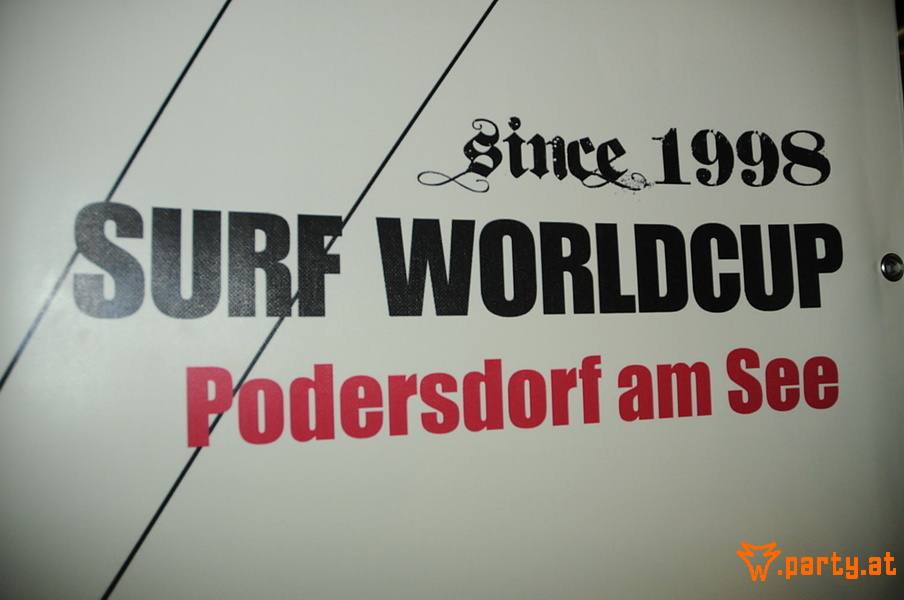 since 1998
SURF WORLDCUP
Podersdorf am See
w.party.at